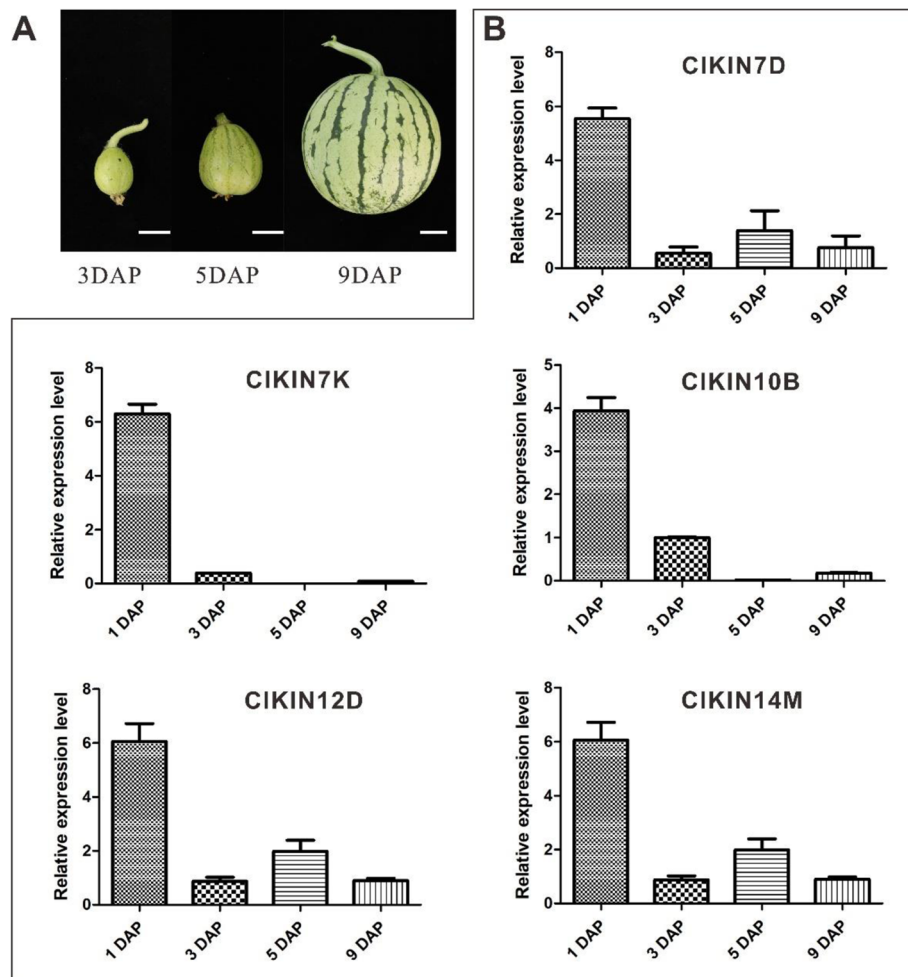 A
3DAP 5DAP 9DAP
B
ClKIN7D
Relative expression level
8
6
4
2
0
1 DAP 3 DAP 5 DAP 9 DAP
ClKIN7K
Relative expression level
8
6
4
2
0
1 DAP 3 DAP 5 DAP 9 DAP
ClKIN10B
Relative expression level
5
4
3
2
1
0
1 DAP 3 DAP 5 DAP 9 DAP
ClKIN12D
Relative expression level
8
6
4
2
0
1 DAP 3 DAP 5 DAP 9 DAP
ClKIN14M
Relative expression level
8
6
4
2
0
1 DAP 3 DAP 5 DAP 9 DAP